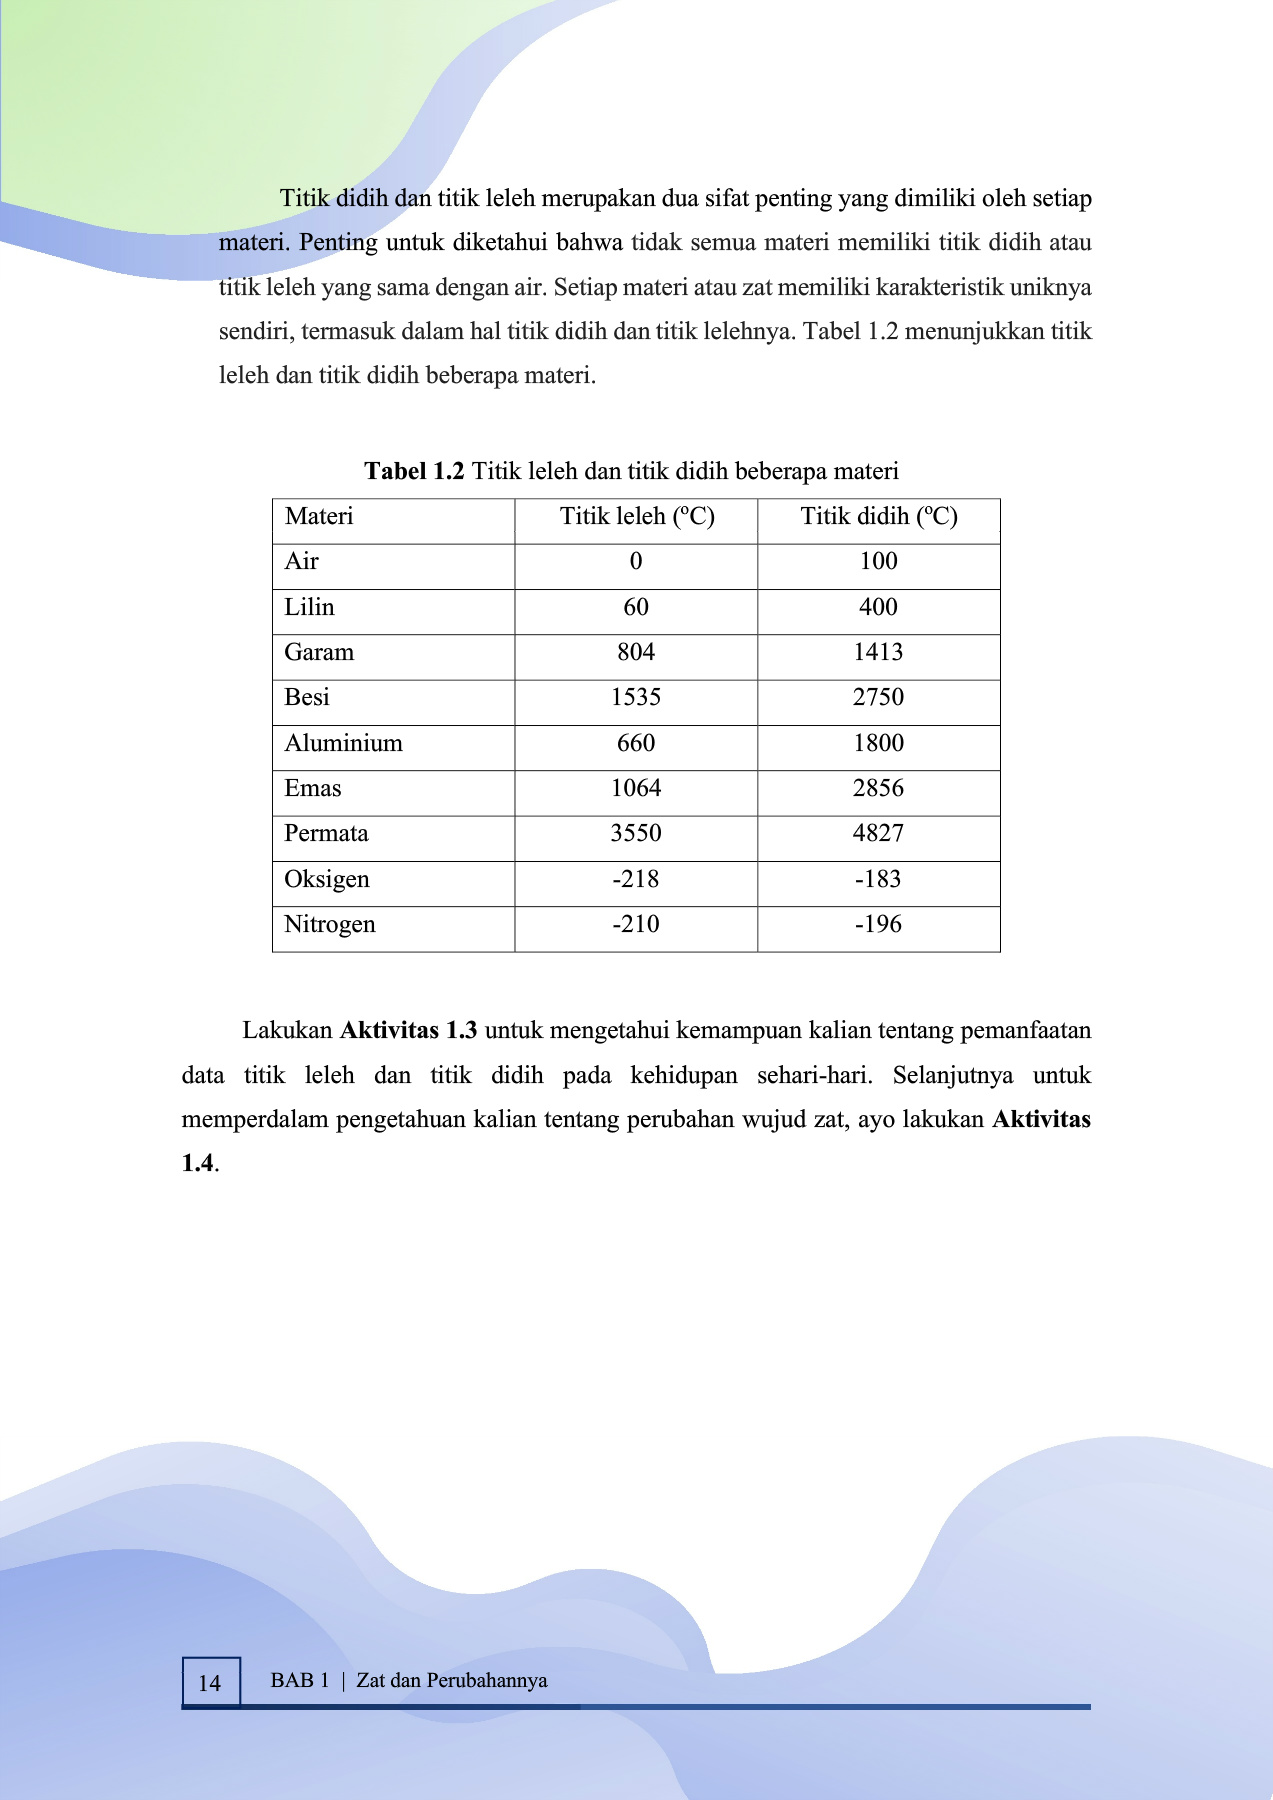 Titik didih dan titik leleh merupakan dua sifat penting yang dimiliki oleh setiap
materi. Penting untuk diketahui bahwa tidak semua materi memiliki titik didih atau
titik leleh yang sama dengan air. Setiap materi atau zat memiliki karakteristik uniknya
sendiri, termasuk dalam hal titik didih dan titik lelehnya. Tabel 1.2 menunjukkan titik
leleh dan titik didih beberapa materi.
Tabel 1.2 Titik leleh dan titik didih beberapa materi
Materi Titik leleh (ºC) Titik didih (ºC)
Air 0 100
Lilin 60 400
Garam 804 1413
Besi 1535 2750
Aluminium 660 1800
Emas 1064 2856
Permata 3550 4827
Oksigen -218 -183
Nitrogen -210 -196
Lakukan Aktivitas 1.3 untuk mengetahui kemampuan kalian tentang pemanfaatan
data titik leleh dan titik didih pada kehidupan sehari-hari. Selanjutnya untuk
memperdalam pengetahuan kalian tentang perubahan wujud zat, ayo lakukan Aktivitas
1.4.
14 BAB 1 | Zat dan Perubahannya